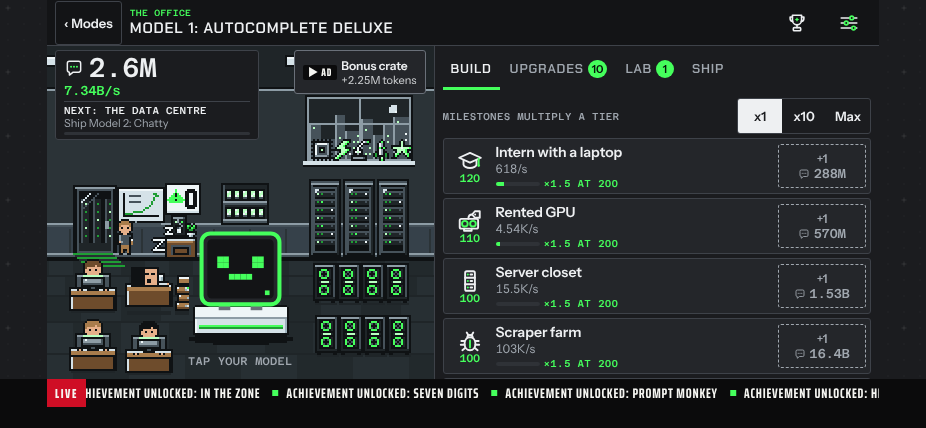 ‹ Modes
THE OFFICE
MODEL 1: AUTOCOMPLETE DELUXE
2.6M
7.34B/s
NEXT: THE DATA CENTRE
Ship Model 2: Chatty
AD
Bonus crate
+2.25M tokens
Z
Z
TAP YOUR MODEL
BUILD
UPGRADES 10
LAB 1
SHIP
MILESTONES MULTIPLY A TIER
x1
x10
Max
Intern with a laptop
618/s
120
×1.5 AT 200
+1
288M
Rented GPU
4.54K/s
110
×1.5 AT 200
+1
570M
Server closet
15.5K/s
100
×1.5 AT 200
+1
1.53B
Scraper farm
103K/s
100
×1.5 AT 200
+1
16.4B
LIVE
HIEVEMENT UNLOCKED: IN THE ZONE ■ ACHIEVEMENT UNLOCKED: SEVEN DIGITS ■ ACHIEVEMENT UNLOCKED: PROMPT MONKEY ■ ACHIEVEMENT UNLOCKED: